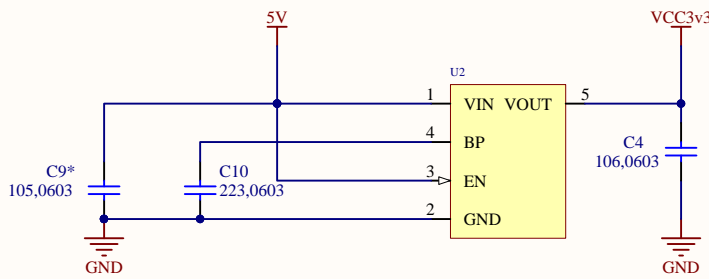 5V
VCC3v3
U2
1
VIN
VOUT
5
4
BP
C9*
105,0603
C10
223,0603
3
EN
C4
106,0603
2
GND
GND
GND